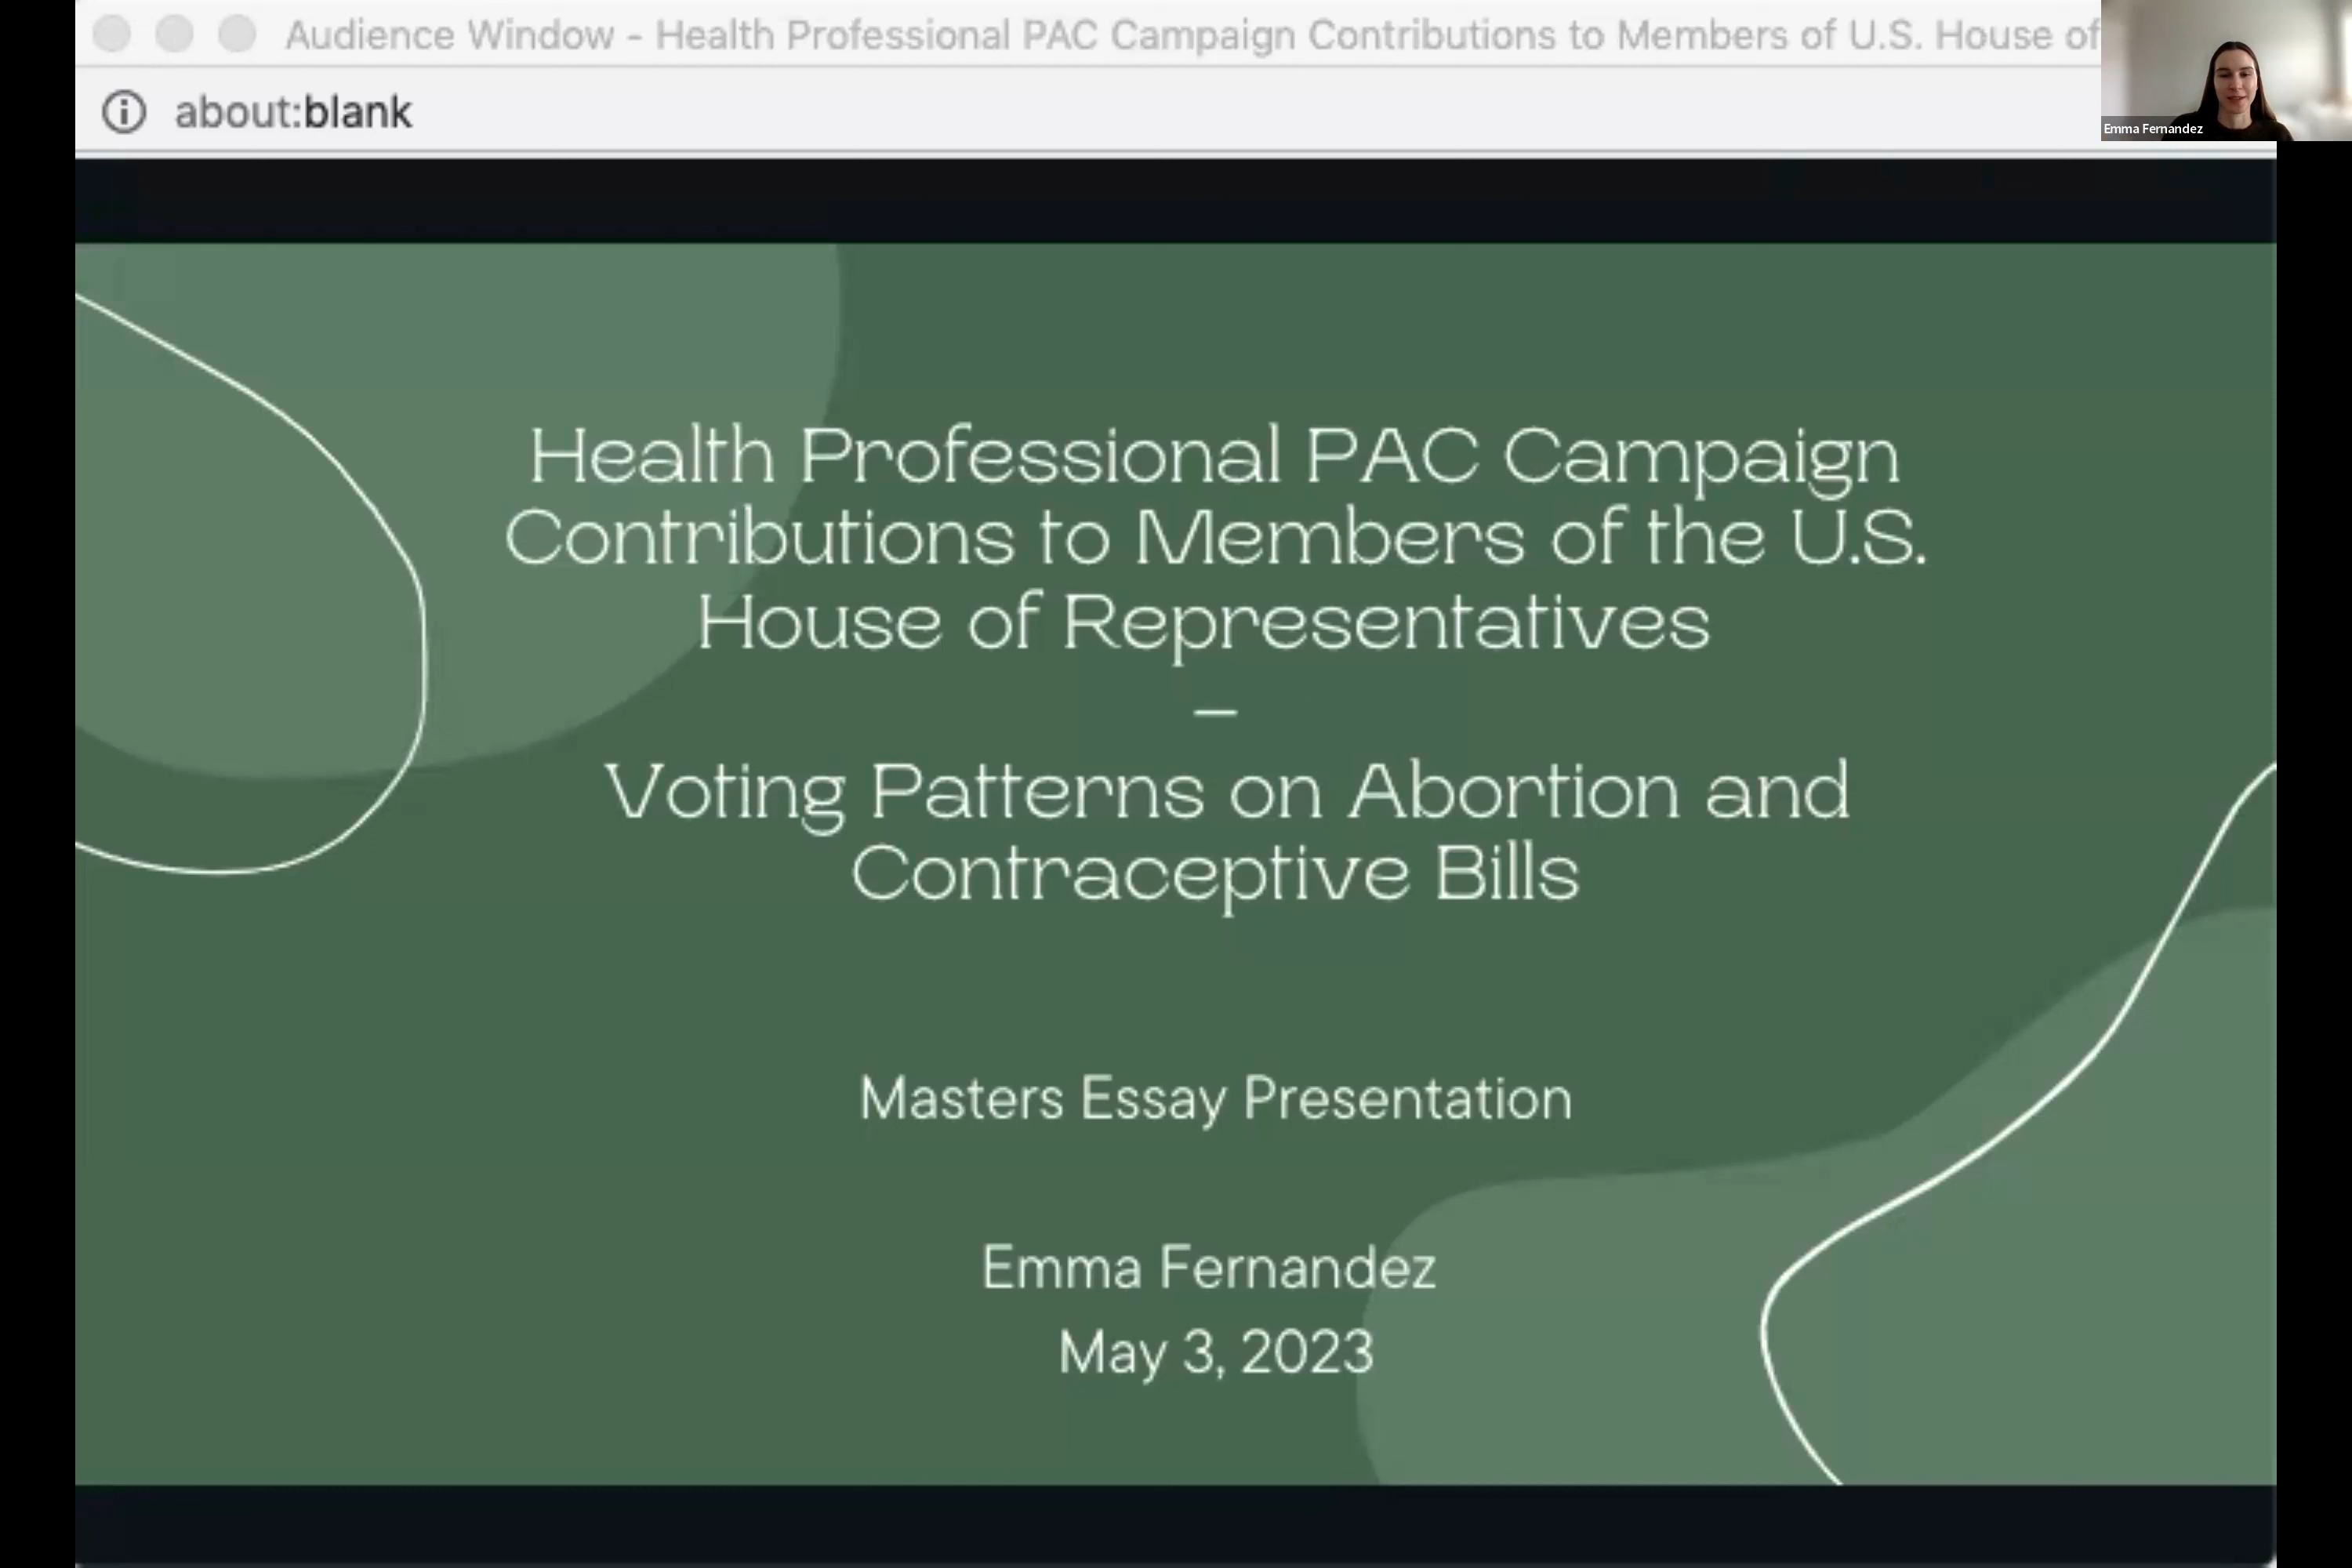 Audience Window - Health Professional PAC Campaign Contributions to Members of U.S. House of
about:blank
Emma Fernandez
Health Professional PAC Campaign
Contributions to Members of the U.S.
House of Representatives
–
Voting Patterns on Abortion and
Contraceptive Bills
Masters Essay Presentation
Emma Fernandez
May 3, 2023